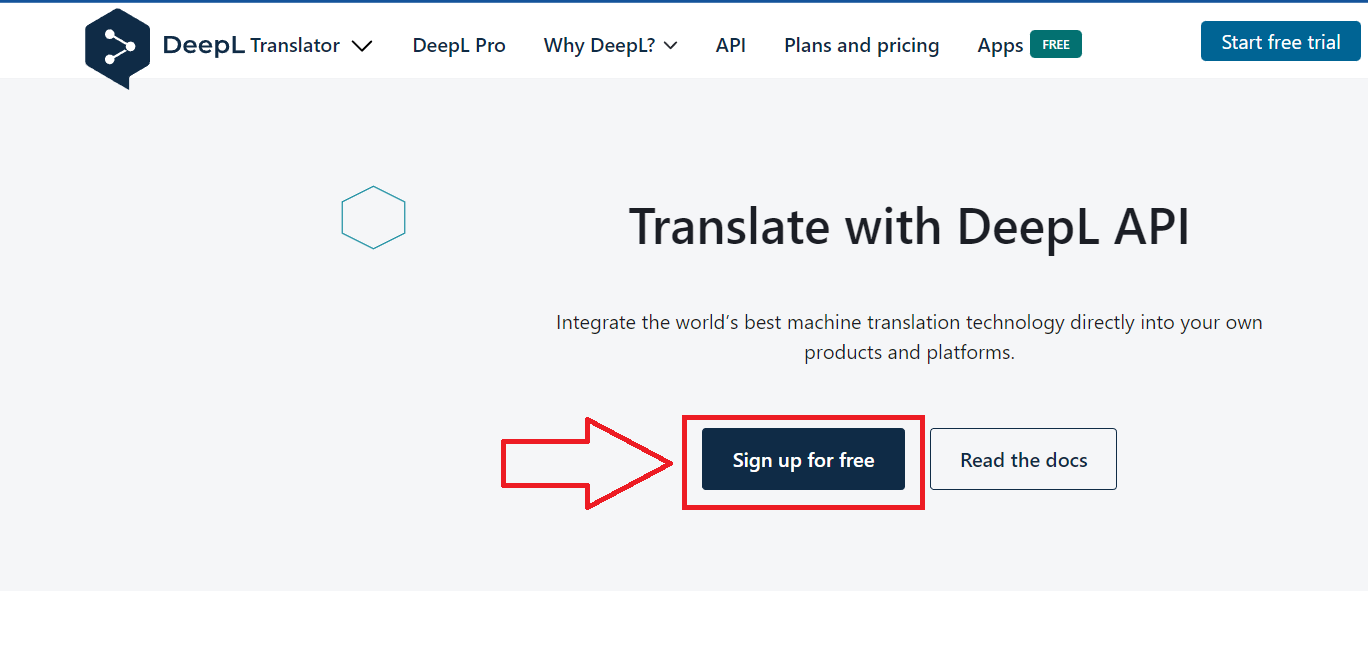 DeepL Translator DeepL Pro Why DeepL? API Plans and pricing Apps FREE Start free trial
Translate with DeepL API
Integrate the world's best machine translation technology directly into your own
products and platforms.
Sign up for free Read the docs